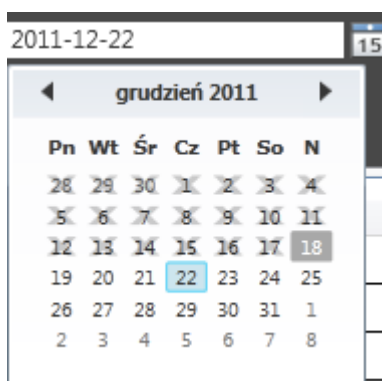 2011-12-22
15
grudzień 2011
Pn Wt Śr Cz Pt So N
28 29 30 1 2 3 4
5 6 7 8 9 10 11
12 13 14 15 16 17 18
19 20 21 22 23 24 25
26 27 28 29 30 31 1
2 3 4 5 6 7 8